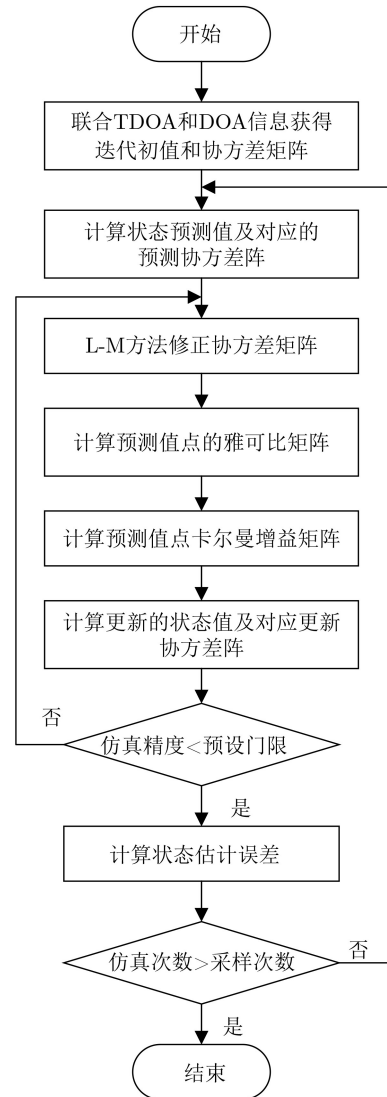 开始
联合TDOA和DOA信息获得
迭代初值和协方差矩阵
计算状态预测值及对应的
预测协方差阵
L-M方法修正协方差矩阵
计算预测值点的雅可比矩阵
计算预测值点卡尔曼增益矩阵
计算更新的状态值及对应更新
协方差阵
否
仿真精度<预设门限
是
计算状态估计误差
仿真次数>采样次数
否
是
结束